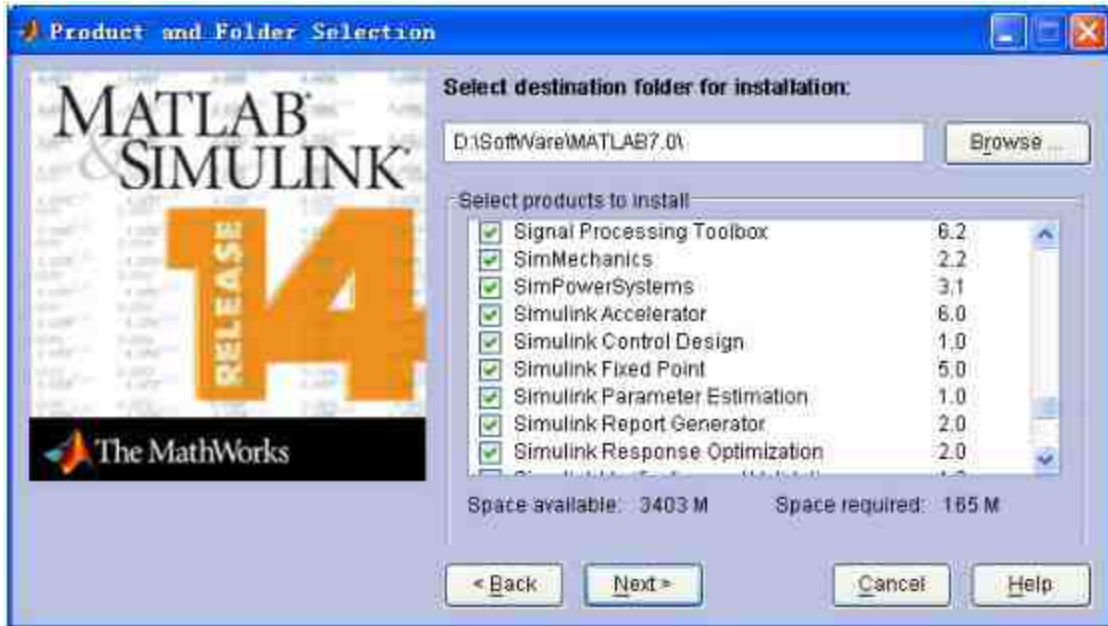 Product and Folder Selection
MATLAB®
&SIMULINK®
RELEASE
14
The MathWorks
Select destination folder for installation:
D:\SoftWare\MATLAB7.0\
Browse ...
Select products to install
Signal Processing Toolbox 6.2
SimMechanics 2.2
SimPowerSystems 3.1
Simulink Accelerator 6.0
Simulink Control Design 1.0
Simulink Fixed Point 5.0
Simulink Parameter Estimation 1.0
Simulink Report Generator 2.0
Simulink Response Optimization 2.0
Space available: 3403 M Space required: 165 M
< Back Next > Cancel Help